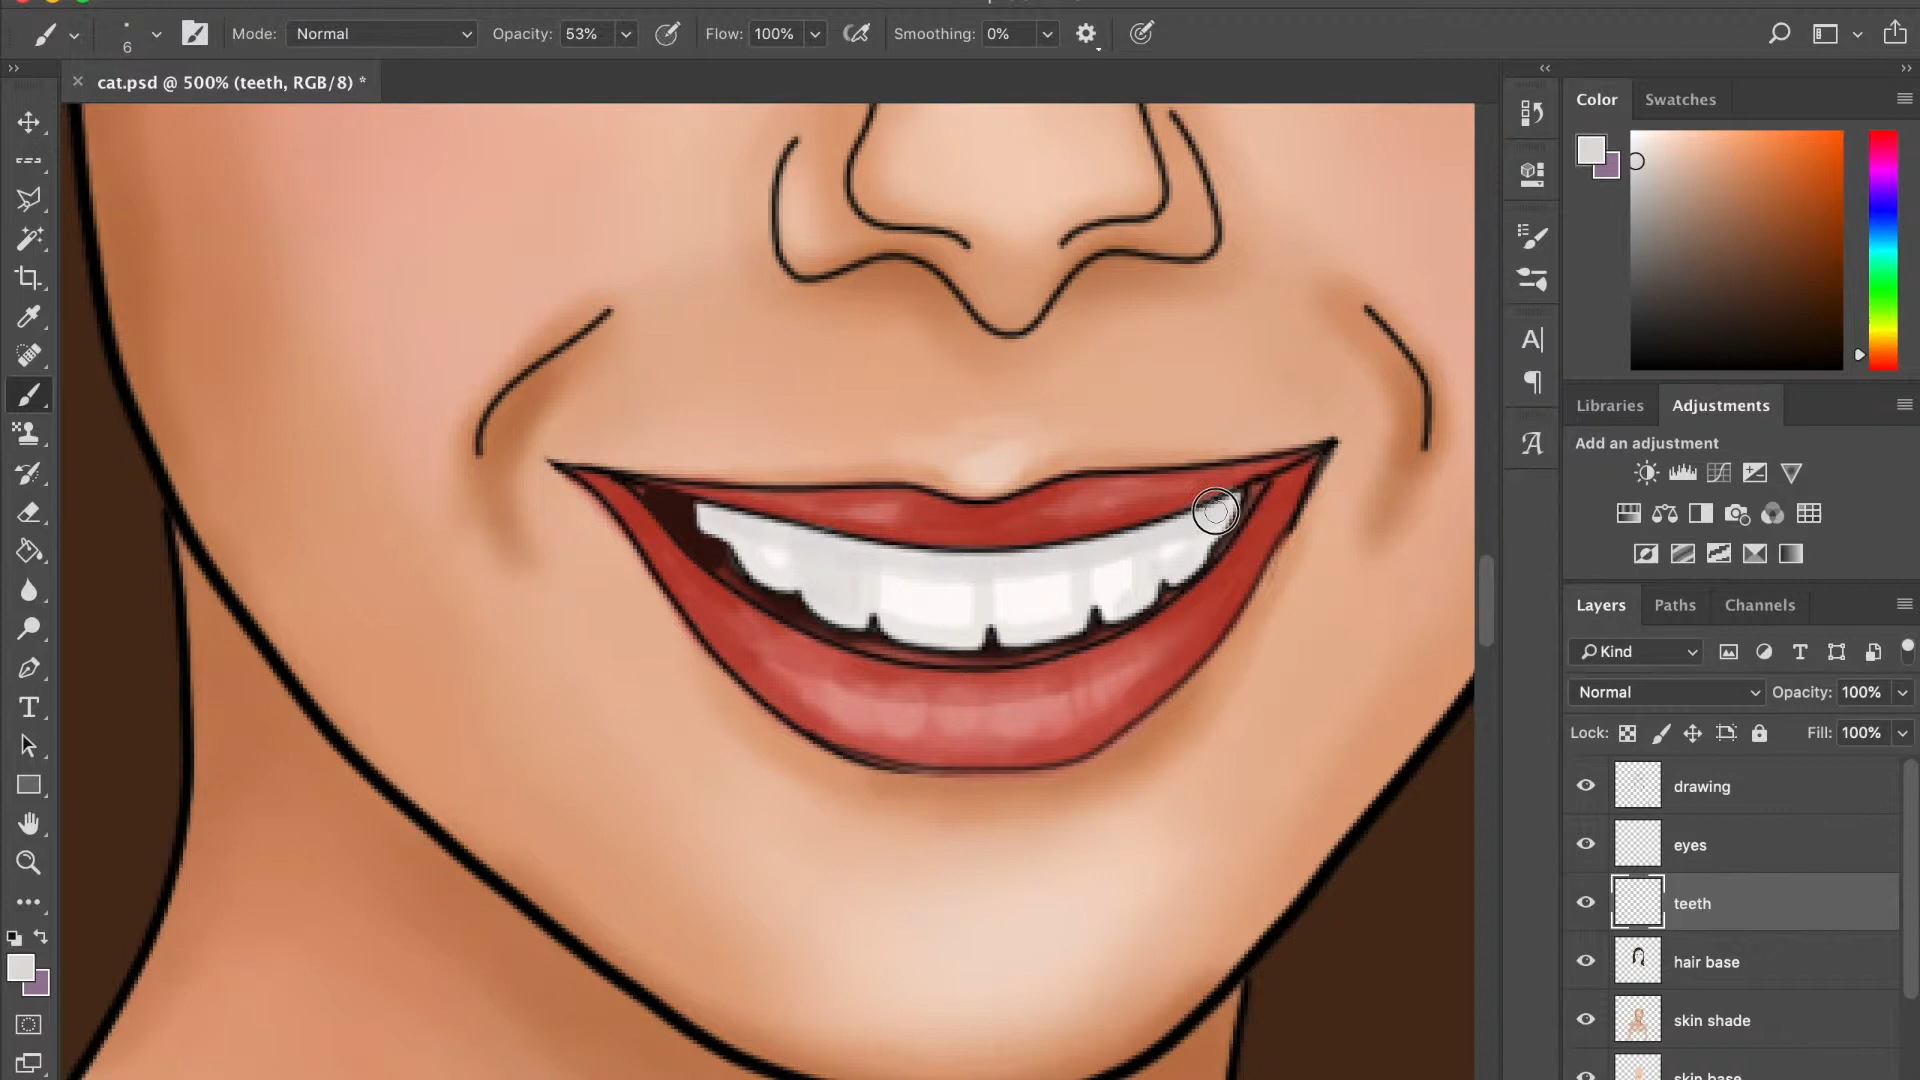 6
Mode: Normal
Opacity: 53%
Flow: 100%
Smoothing: 0%
cat.psd @ 500% (teeth, RGB/8) *
Color
Swatches
Libraries
Adjustments
Add an adjustment
Layers
Paths
Channels
Kind
Normal
Opacity: 100%
Lock:
Fill: 100%
drawing
eyes
teeth
hair base
skin shade
skin base